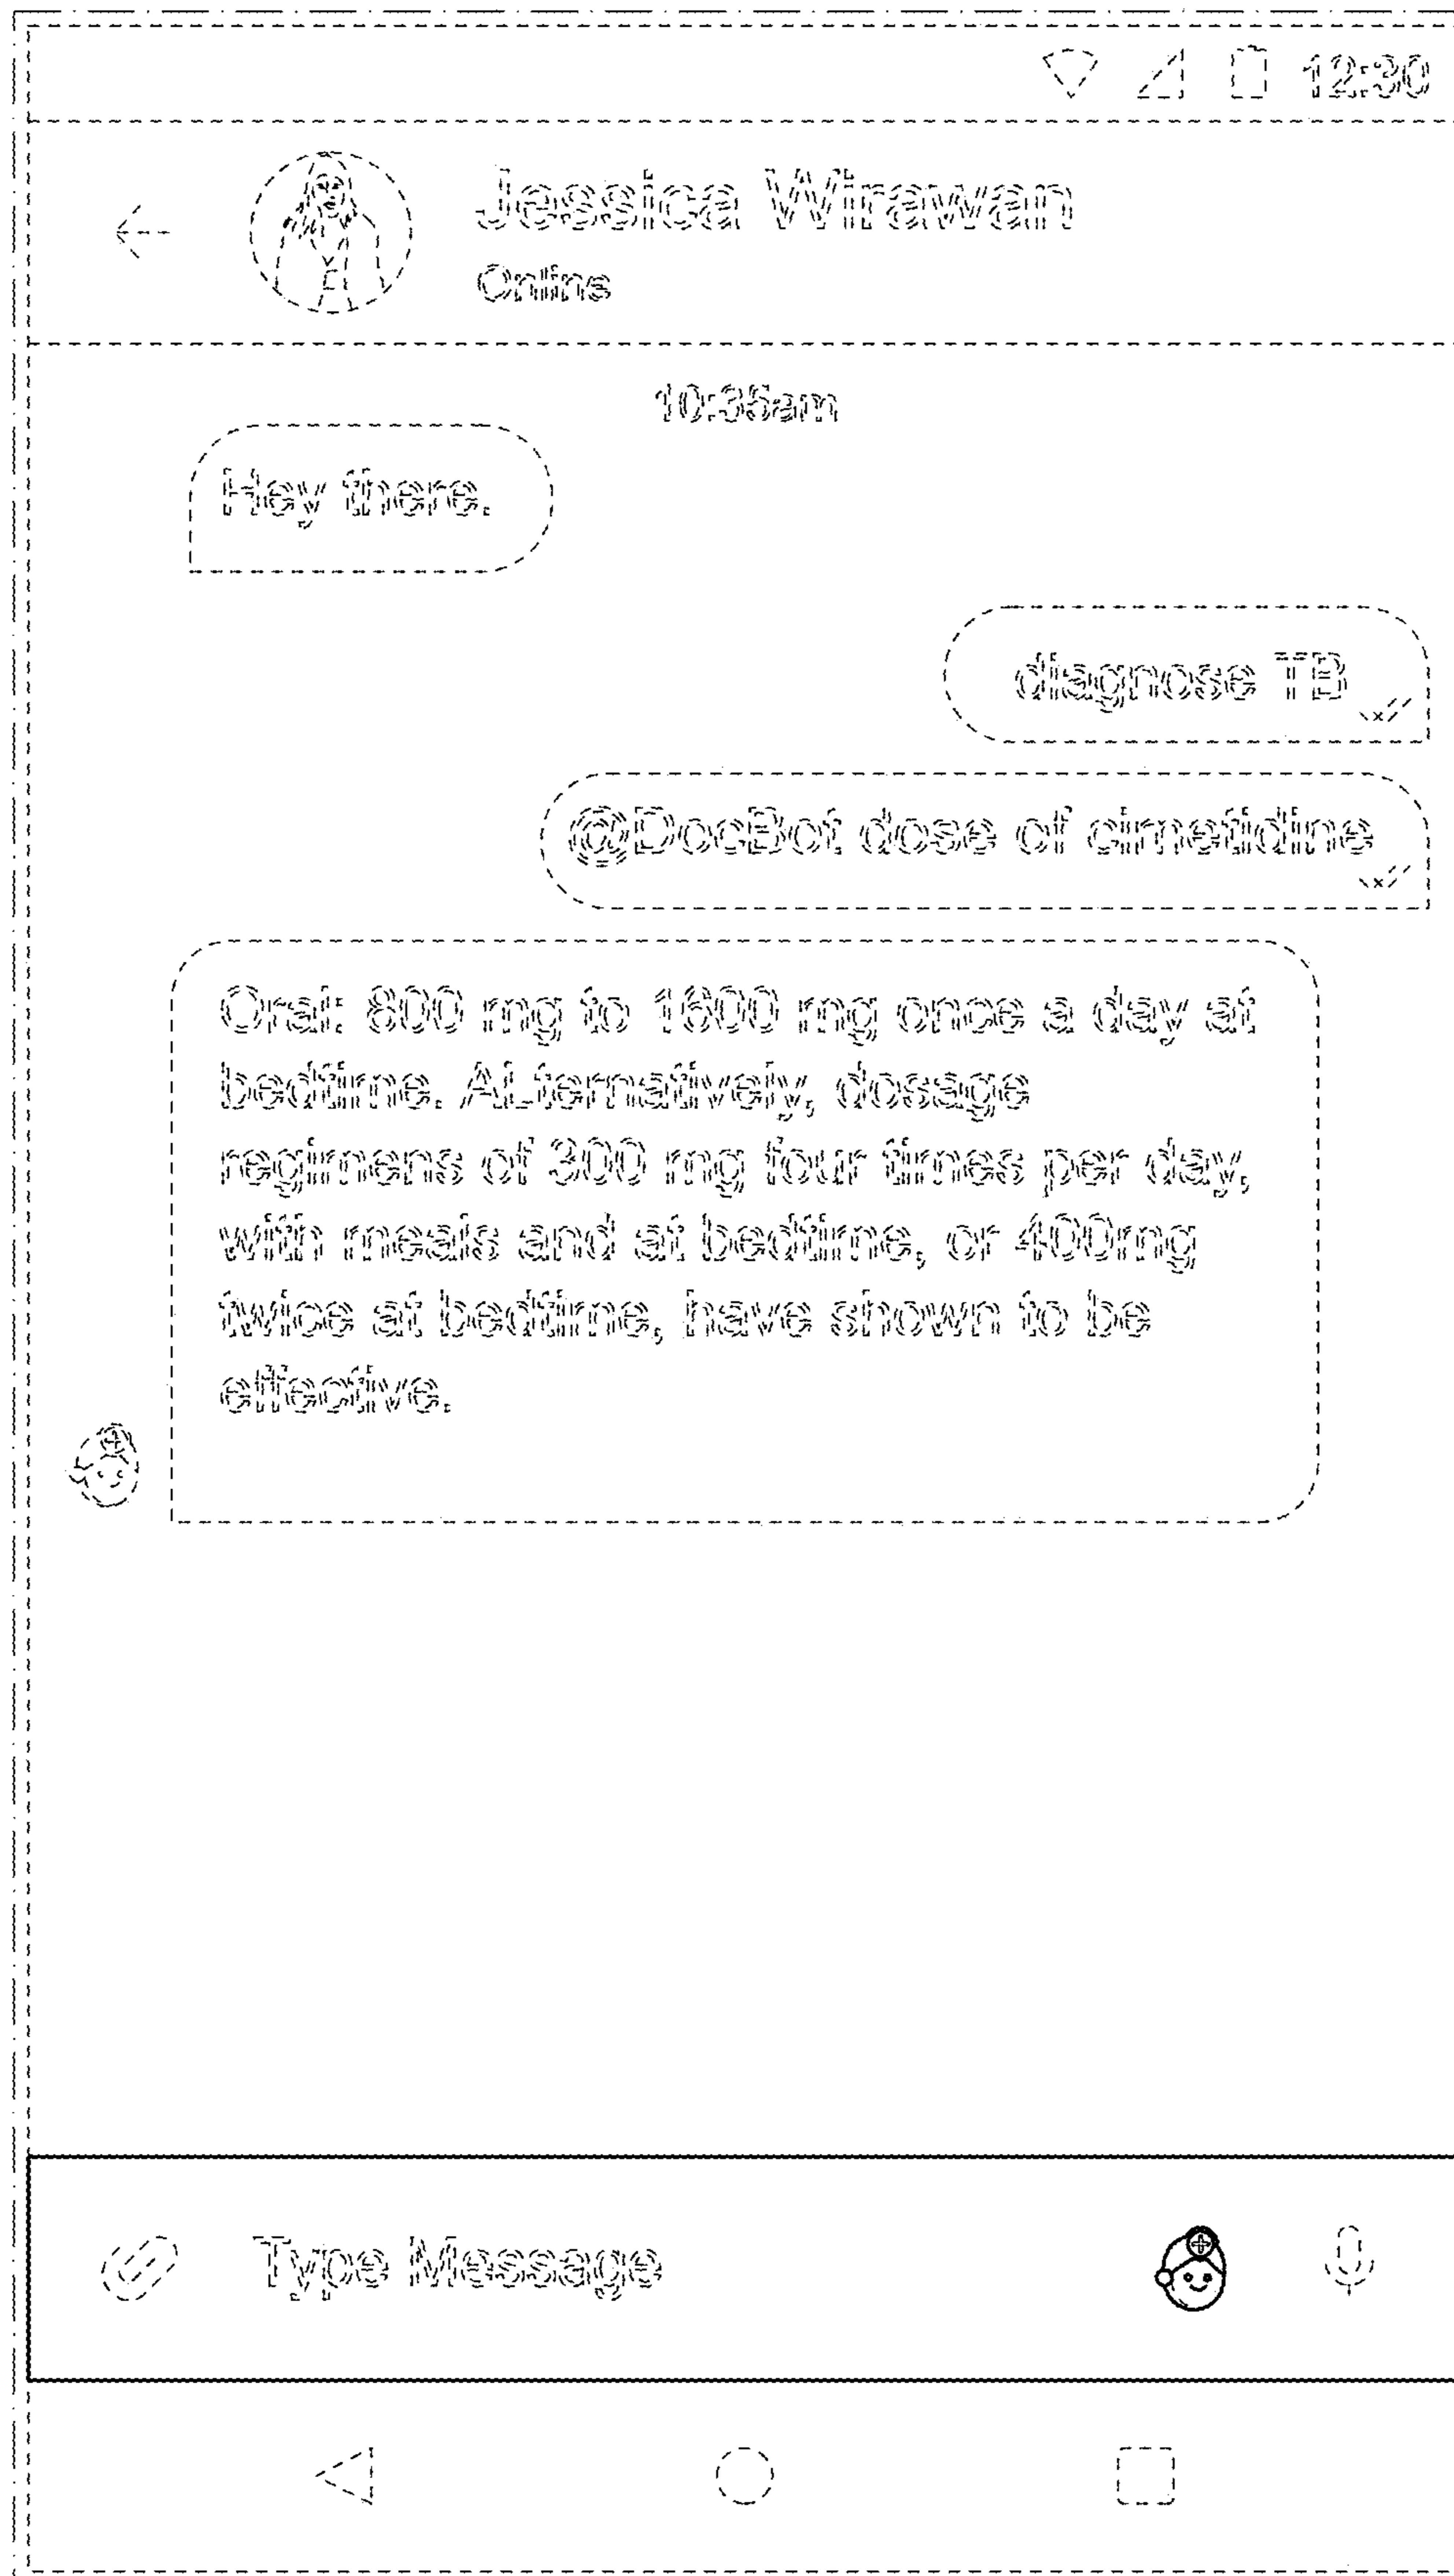 12:30
Jessica Wirawan
Onlins
10:35am
Hey there.
diagnose TB
@DocBot dose of cimetidine
Oral: 800 mg to 1600 mg once a day at
bedtime. ALternatively, dosage
regimens of 300 mg four times per day,
with meals and at bedtime, or 400mg
twice at bedtime, have shown to be
effective.
Type Message